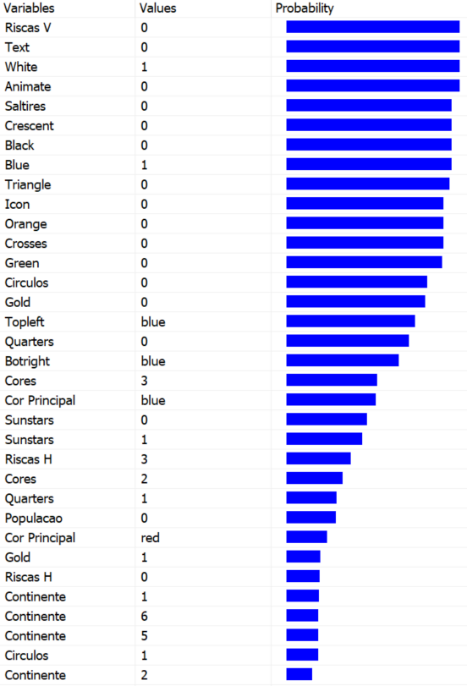 Variables Values Probability
Riscas V 0
Text 0
White 1
Animate 0
Saltires 0
Crescent 0
Black 0
Blue 1
Triangle 0
Icon 0
Orange 0
Crosses 0
Green 0
Circulos 0
Gold 0
Topleft blue
Quarters 0
Botright blue
Cores 3
Cor Principal blue
Sunstars 0
Sunstars 1
Riscas H 3
Cores 2
Quarters 1
Populacao 0
Cor Principal red
Gold 1
Riscas H 0
Continente 1
Continente 6
Continente 5
Circulos 1
Continente 2